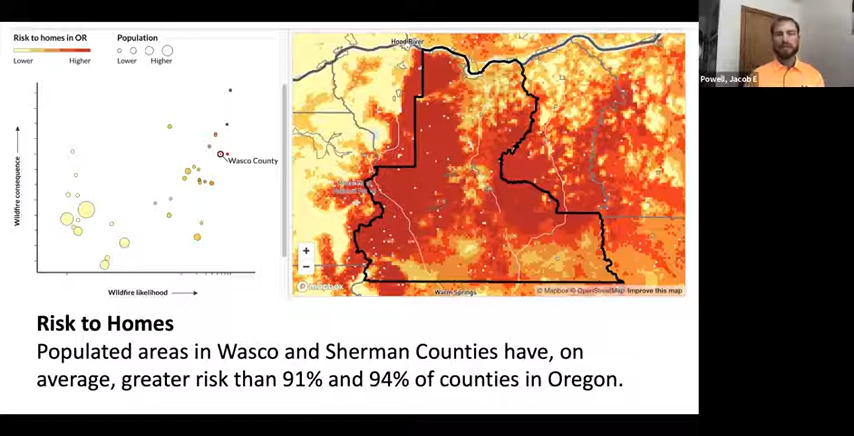 Risk to homes in OR
Population
Lower Higher
Lower Higher
Wildfire consequence
Wasco County
Wildfire likelihood
Hood River
+
−
mapbox
Warm Springs
© Mapbox © OpenStreetMap Improve this map
Powell, Jacob E
Risk to Homes
Populated areas in Wasco and Sherman Counties have, on
average, greater risk than 91% and 94% of counties in Oregon.